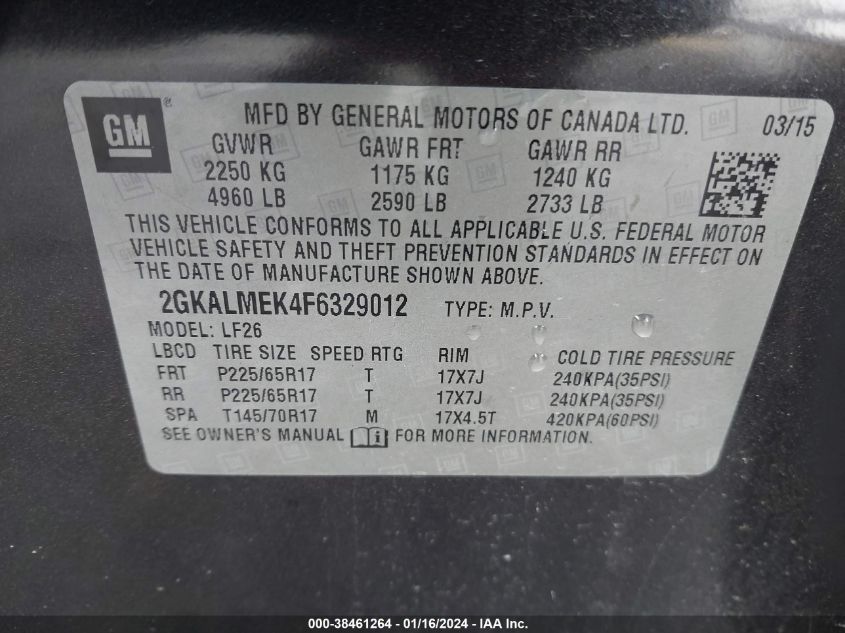 GM ® MFD BY GENERAL MOTORS OF CANADA LTD. 03/15
GVWR GAWR FRT GAWR RR
2250 KG 1175 KG 1240 KG
4960 LB 2590 LB 2733 LB
THIS VEHICLE CONFORMS TO ALL APPLICABLE U.S. FEDERAL MOTOR
VEHICLE SAFETY AND THEFT PREVENTION STANDARDS IN EFFECT ON
THE DATE OF MANUFACTURE SHOWN ABOVE.
2GKALMEK4F6329012 TYPE: M.P.V.
MODEL: LF26
LBCD TIRE SIZE SPEED RTG RIM COLD TIRE PRESSURE
FRT P225/65R17 T 17X7J 240KPA(35PSI)
RR P225/65R17 T 17X7J 240KPA(35PSI)
SPA T145/70R17 M 17X4.5T 420KPA(60PSI)
SEE OWNER'S MANUAL FOR MORE INFORMATION.
000-38461264 - 01/16/2024 - IAA Inc.